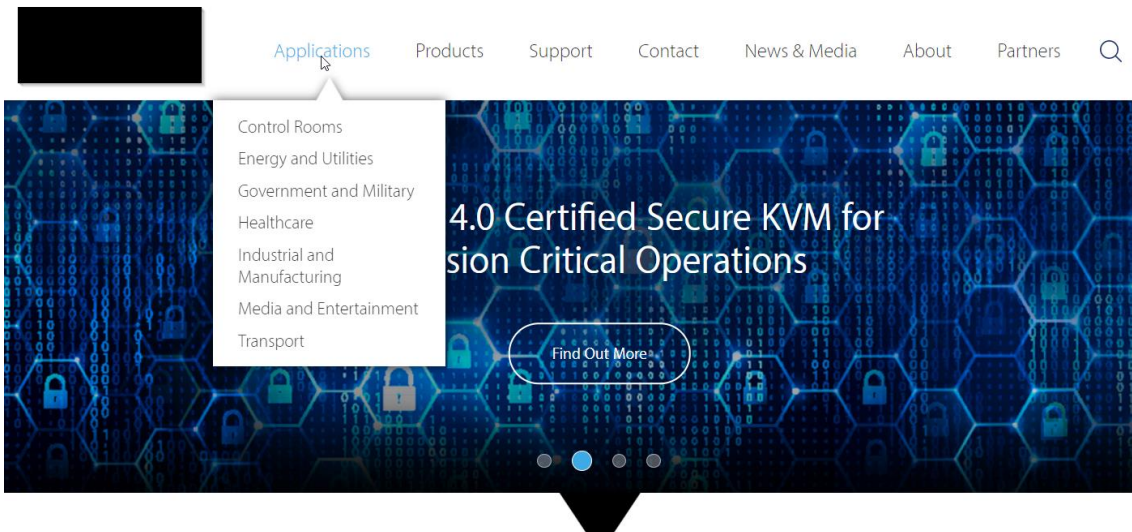 Applications Products Support Contact News & Media About Partners
Control Rooms
Energy and Utilities
Government and Military
Healthcare
Industrial and
Manufacturing
Media and Entertainment
Transport
4.0 Certified Secure KVM for
sion Critical Operations
Find Out More